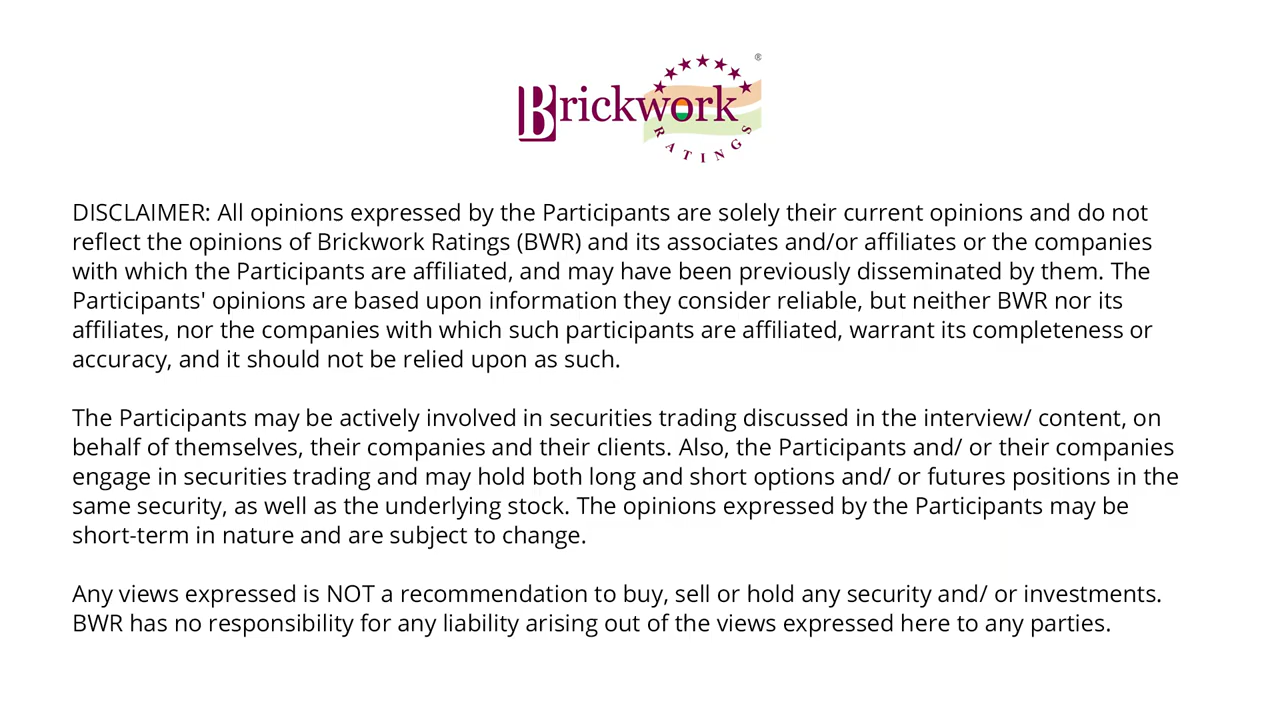 Brickwork ®
RATINGS
DISCLAIMER: All opinions expressed by the Participants are solely their current opinions and do not
reflect the opinions of Brickwork Ratings (BWR) and its associates and/or affiliates or the companies
with which the Participants are affiliated, and may have been previously disseminated by them. The
Participants' opinions are based upon information they consider reliable, but neither BWR nor its
affiliates, nor the companies with which such participants are affiliated, warrant its completeness or
accuracy, and it should not be relied upon as such.
The Participants may be actively involved in securities trading discussed in the interview/ content, on
behalf of themselves, their companies and their clients. Also, the Participants and/ or their companies
engage in securities trading and may hold both long and short options and/ or futures positions in the
same security, as well as the underlying stock. The opinions expressed by the Participants may be
short-term in nature and are subject to change.
Any views expressed is NOT a recommendation to buy, sell or hold any security and/ or investments.
BWR has no responsibility for any liability arising out of the views expressed here to any parties.